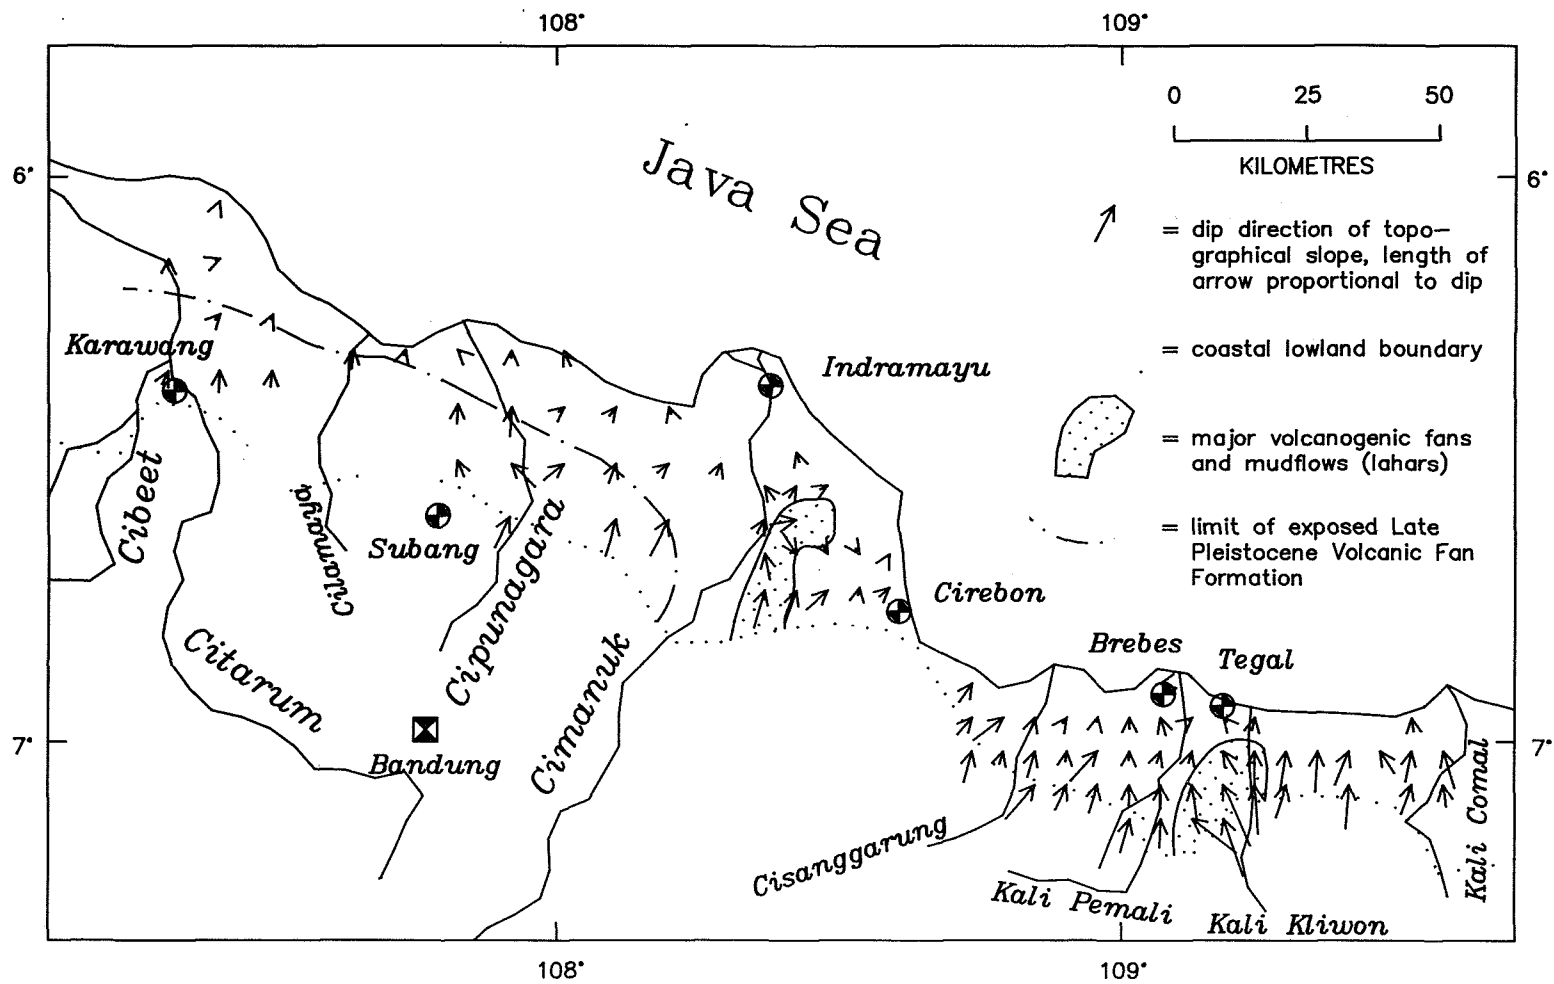 108°
109°
0 25 50
KILOMETRES
6°
6°
Java Sea
= dip direction of topo-
graphical slope, length of
arrow proportional to dip
= coastal lowland boundary
= major volcanogenic fans
and mudflows (lahars)
= limit of exposed Late
Pleistocene Volcanic Fan
Formation
Karawang
Indramayu
Cibeet
Cilamaya
Subang
Cipunagara
Cirebon
Brebes
Tegal
Citarum
Cimanuk
Bandung
7°
7°
Cisanggarung
Kali Pemali
Kali Kliwon
Kali Comal
108°
109°